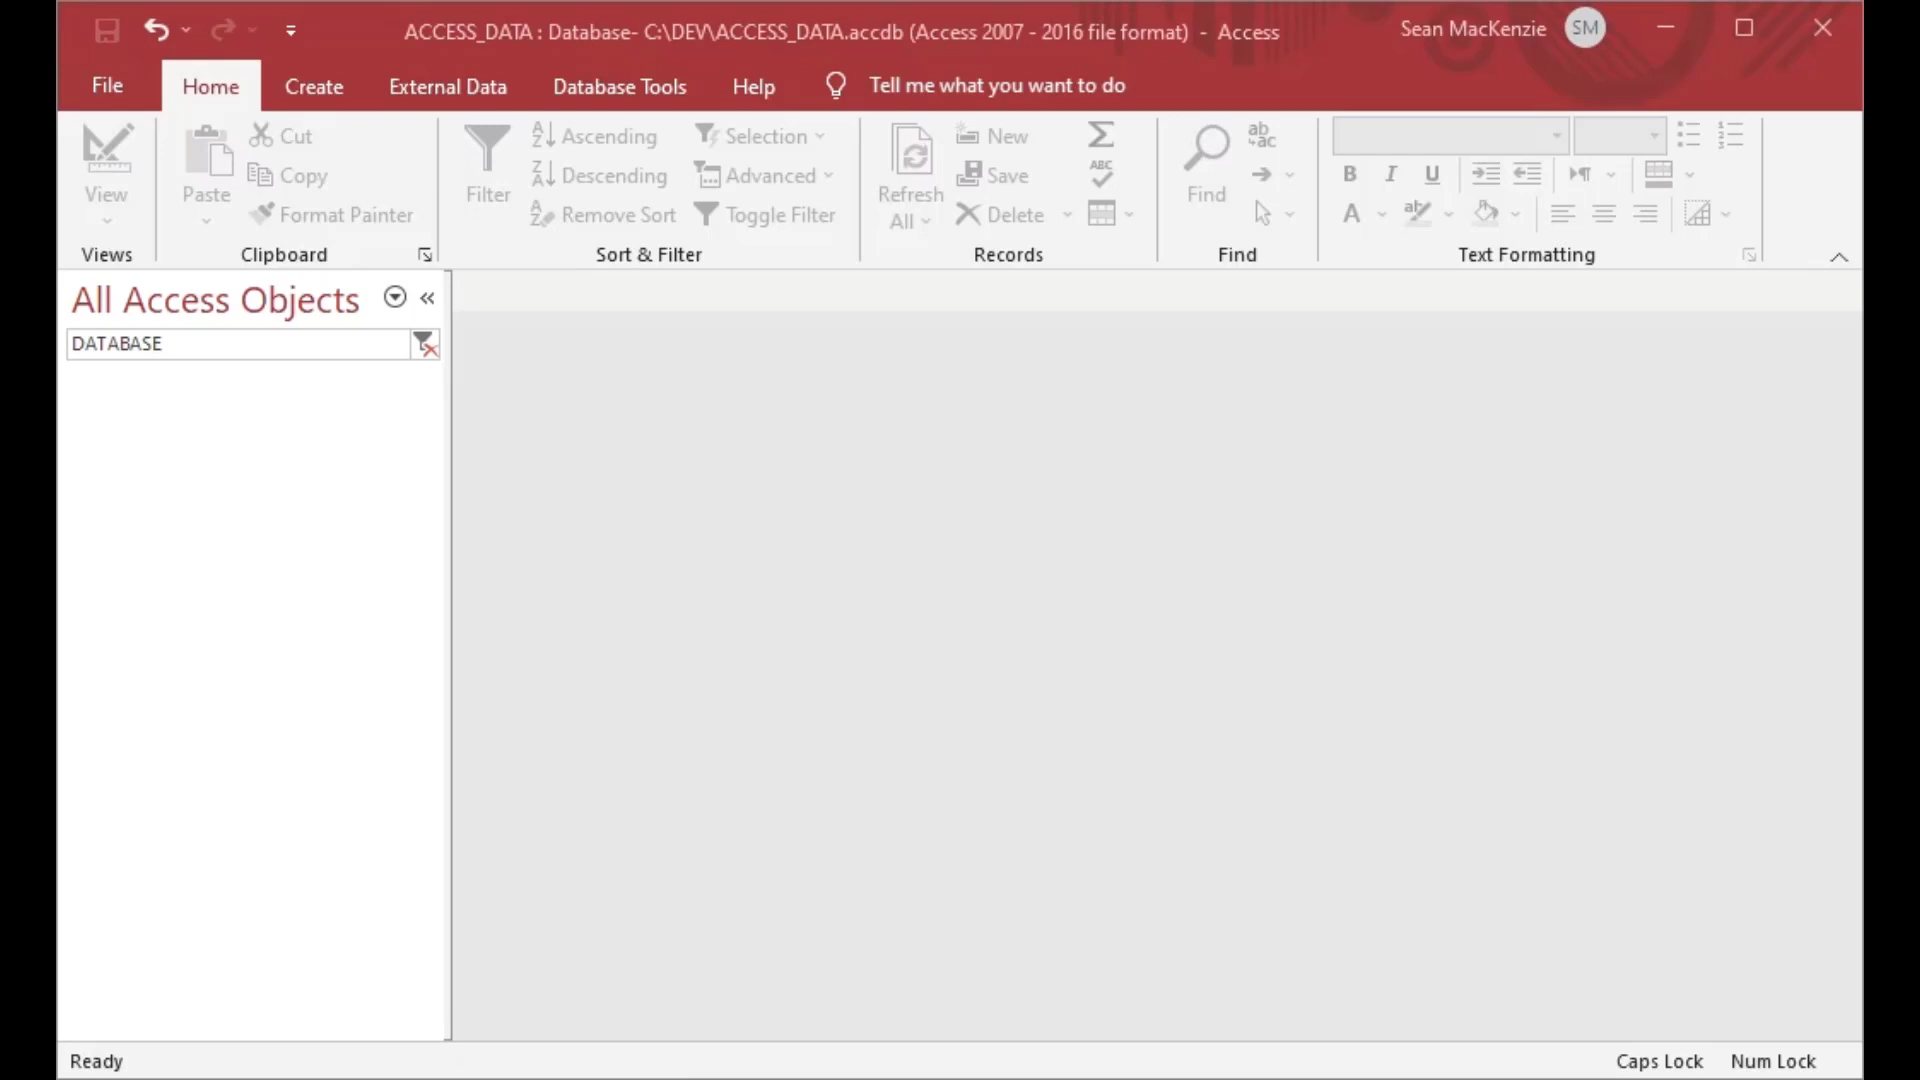 ACCESS_DATA : Database- C:\DEV\ACCESS_DATA.accdb (Access 2007 - 2016 file format) - Access
Sean MacKenzie SM
File Home Create External Data Database Tools Help Tell me what you want to do
View
Views
Paste
Cut
Copy
Format Painter
Clipboard
Filter
Ascending
Descending
Remove Sort
Selection
Advanced
Toggle Filter
Sort & Filter
Refresh
All
New
Save
Delete
Records
Find
Find
B I U
A
Text Formatting
All Access Objects
DATABASE
Ready
Caps Lock Num Lock